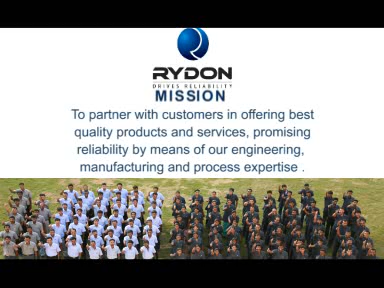 RYDON
DRIVES RELIABILITY
MISSION
To partner with customers in offering best
quality products and services, promising
reliability by means of our engineering,
manufacturing and process expertise .